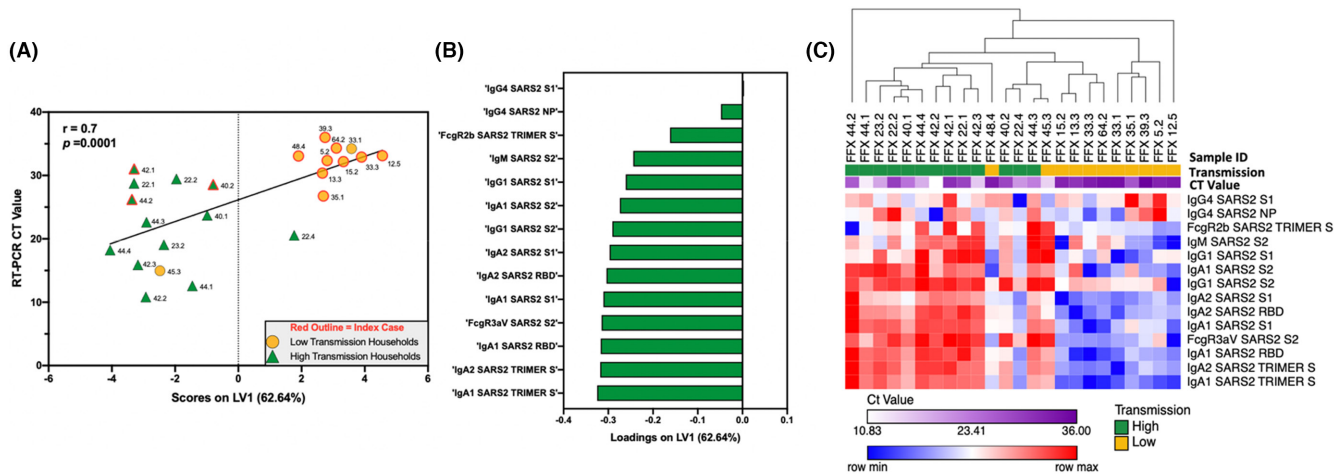 (A)
40
30
20
10
0
RT-PCR CT Value
r = 0.7
p =0.0001
39.3
64.2
33.1
48.4
5.2
15.2
33.3
12.5
13.3
35.1
42.1
22.1
22.2
40.2
44.2
44.3
40.1
44.4
23.2
22.4
42.3
45.3
44.1
42.2
Red Outline = Index Case
Low Transmission Households
High Transmission Households
-6 -4 -2 0 2 4 6
Scores on LV1 (62.64%)
(B)
'IgG4 SARS2 S1'
'IgG4 SARS2 NP'
'FcgR2b SARS2 TRIMER S'
'IgM SARS2 S2'
'IgG1 SARS2 S1'
'IgA1 SARS2 S2'
'IgG1 SARS2 S2'
'IgA2 SARS2 S1'
'IgA2 SARS2 RBD'
'IgA1 SARS2 S1'
'FcgR3aV SARS2 S2'
'IgA1 SARS2 RBD'
'IgA2 SARS2 TRIMER S'
'IgA1 SARS2 TRIMER S'
-0.4 -0.3 -0.2 -0.1 0.0 0.1
Loadings on LV1 (62.64%)
(C)
FFX 44.2
FFX 44.1
FFX 23.2
FFX 22.2
FFX 40.1
FFX 44.4
FFX 42.2
FFX 42.1
FFX 22.1
FFX 42.3
FFX 48.4
FFX 40.2
FFX 22.4
FFX 44.3
FFX 45.3
FFX 15.2
FFX 13.3
FFX 33.3
FFX 64.2
FFX 33.1
FFX 35.1
FFX 39.3
FFX 5.2
FFX 12.5
Sample ID
Transmission
CT Value
IgG4 SARS2 S1
IgG4 SARS2 NP
FcgR2b SARS2 TRIMER S
IgM SARS2 S2
IgG1 SARS2 S1
IgA1 SARS2 S2
IgG1 SARS2 S2
IgA2 SARS2 S1
IgA2 SARS2 RBD
IgA1 SARS2 S1
FcgR3aV SARS2 S2
IgA1 SARS2 RBD
IgA2 SARS2 TRIMER S
IgA1 SARS2 TRIMER S
Ct Value
10.83 23.41 36.00
row min row max
Transmission
High
Low